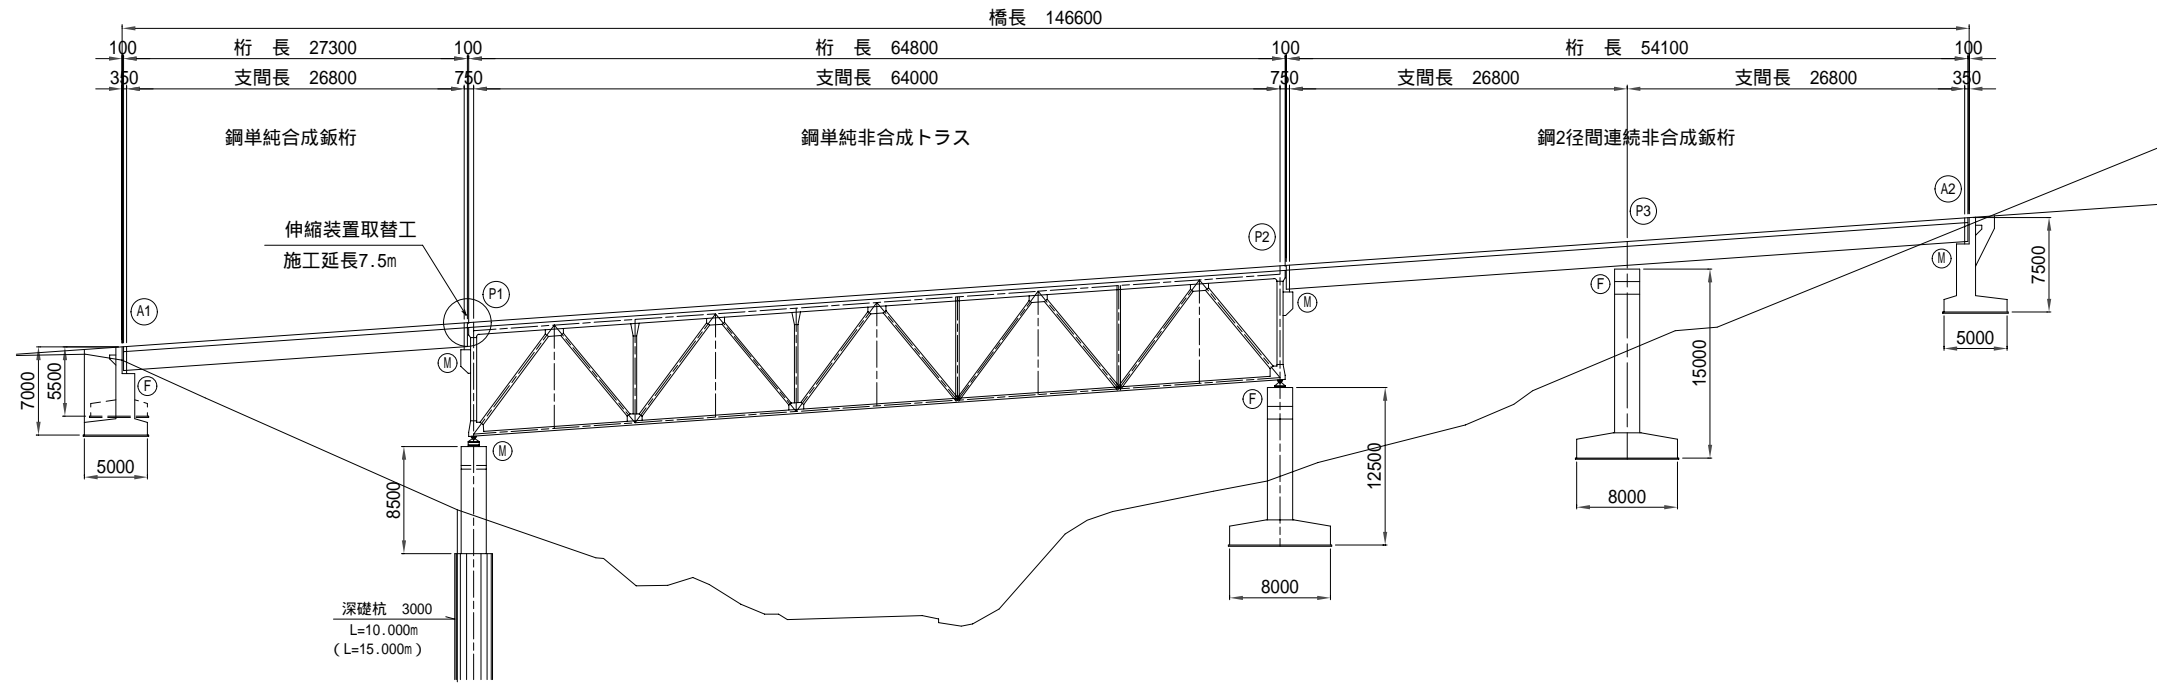 橋長 146600
100 桁 長 27300 100 桁 長 64800 100 桁 長 54100 100
350 支間長 26800 750 支間長 64000 750 支間長 26800 支間長 26800 350
鋼単純合成鈑桁 鋼単純非合成トラス 鋼2径間連続非合成鈑桁
伸縮装置取替工
施工延長7.5m
A1
P1
P2
P3
A2
F
M
M
M
F
F
M
7000
5500
5000
8500
深礎杭 3000
L=10.000m
(L=15.000m)
12500
8000
15000
8000
7500
5000